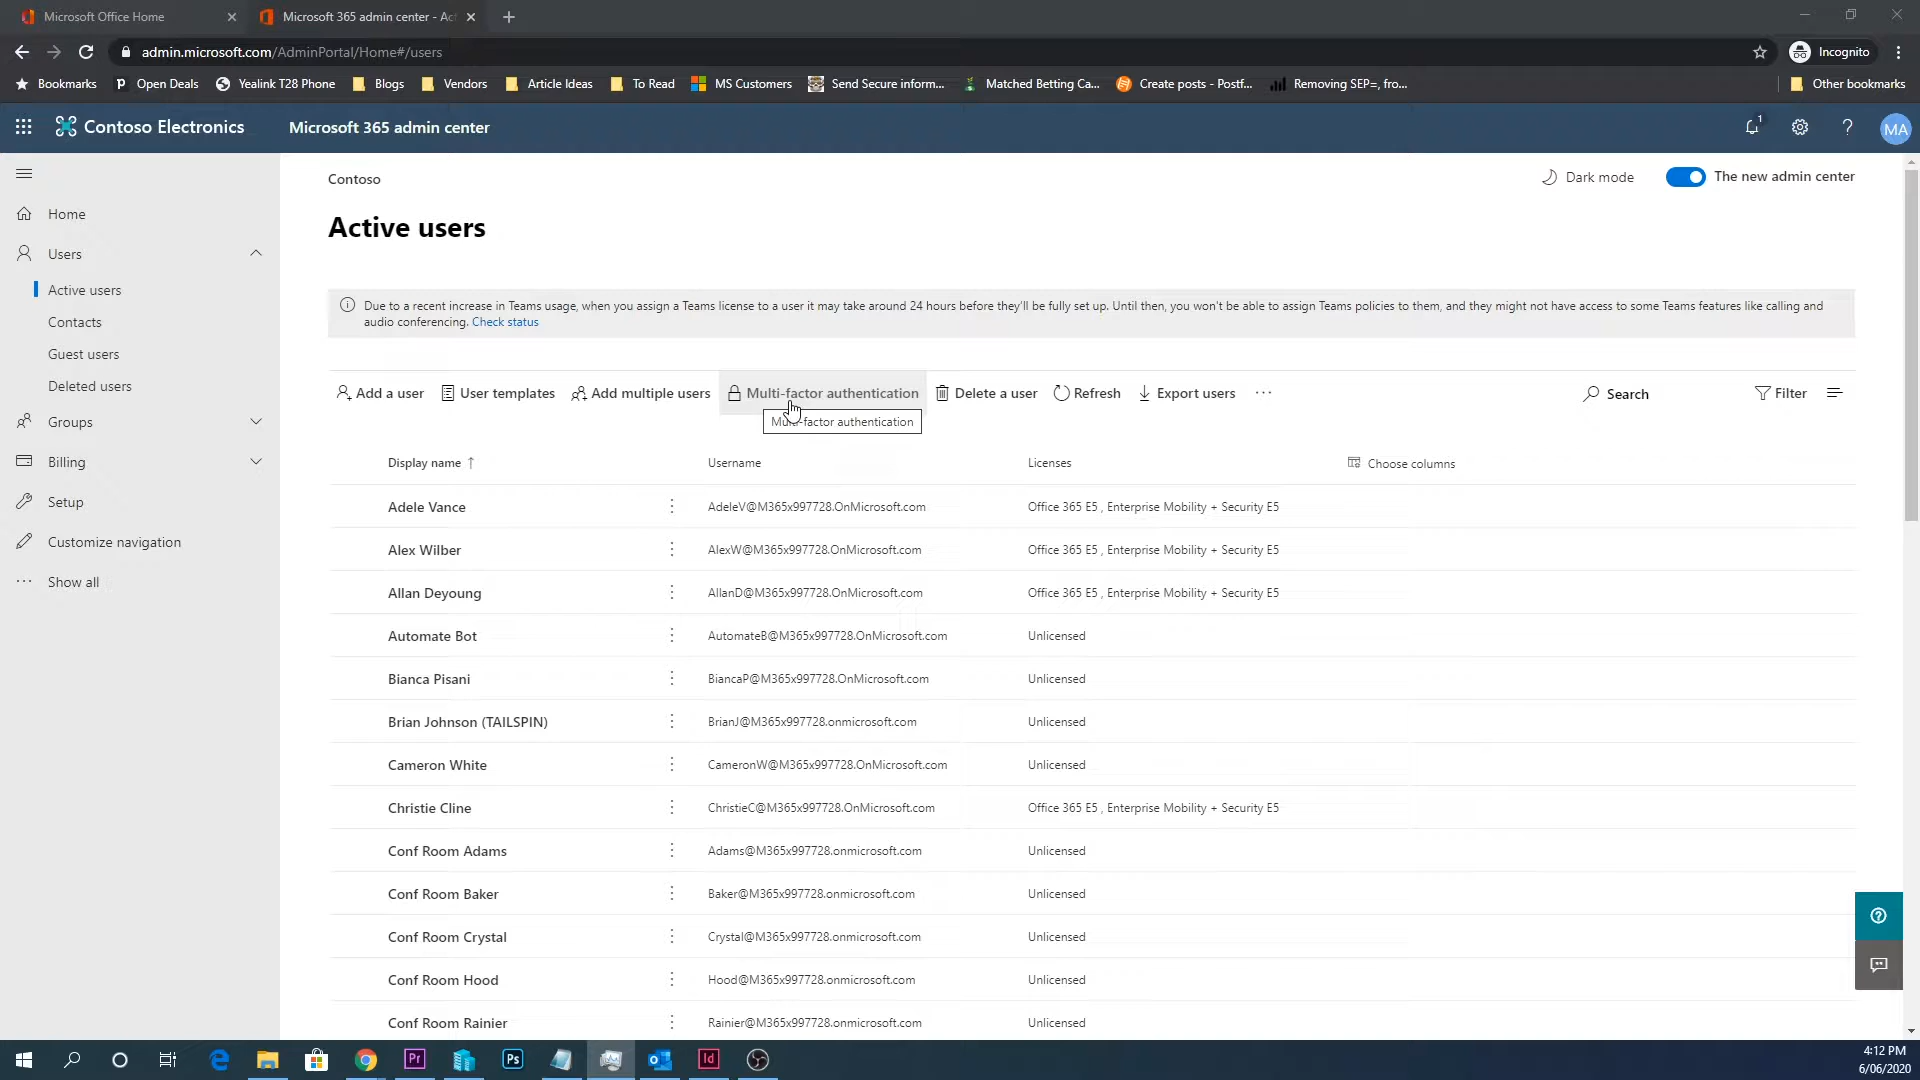 Microsoft Office Home
Microsoft 365 admin center - Act
admin.microsoft.com/AdminPortal/Home#/users
Incognito
Bookmarks
Open Deals
Yealink T28 Phone
Blogs
Vendors
Article Ideas
To Read
MS Customers
Send Secure inform...
Matched Betting Ca...
Create posts - Postf...
Removing SEP=, fro...
Other bookmarks
Contoso Electronics
Microsoft 365 admin center
1
?
MA
Home
Users
Active users
Contacts
Guest users
Deleted users
Groups
Billing
Setup
Customize navigation
Show all
Contoso
Dark mode
The new admin center
Active users
Due to a recent increase in Teams usage, when you assign a Teams license to a user it may take around 24 hours before they'll be fully set up. Until then, you won't be able to assign Teams policies to them, and they might not have access to some Teams features like calling and
audio conferencing. Check status
Add a user
User templates
Add multiple users
Multi-factor authentication
Delete a user
Refresh
Export users
Search
Filter
Multi-factor authentication
Display name ↑
Username
Licenses
Choose columns
Adele Vance
AdeleV@M365x997728.OnMicrosoft.com
Office 365 E5 , Enterprise Mobility + Security E5
Alex Wilber
AlexW@M365x997728.OnMicrosoft.com
Office 365 E5 , Enterprise Mobility + Security E5
Allan Deyoung
AllanD@M365x997728.OnMicrosoft.com
Office 365 E5 , Enterprise Mobility + Security E5
Automate Bot
AutomateB@M365x997728.OnMicrosoft.com
Unlicensed
Bianca Pisani
BiancaP@M365x997728.OnMicrosoft.com
Unlicensed
Brian Johnson (TAILSPIN)
BrianJ@M365x997728.onmicrosoft.com
Unlicensed
Cameron White
CameronW@M365x997728.OnMicrosoft.com
Unlicensed
Christie Cline
ChristieC@M365x997728.OnMicrosoft.com
Office 365 E5 , Enterprise Mobility + Security E5
Conf Room Adams
Adams@M365x997728.onmicrosoft.com
Unlicensed
Conf Room Baker
Baker@M365x997728.onmicrosoft.com
Unlicensed
Conf Room Crystal
Crystal@M365x997728.onmicrosoft.com
Unlicensed
Conf Room Hood
Hood@M365x997728.onmicrosoft.com
Unlicensed
Conf Room Rainier
Rainier@M365x997728.onmicrosoft.com
Unlicensed
Pr
Ps
Id
4:12 PM
6/06/2020